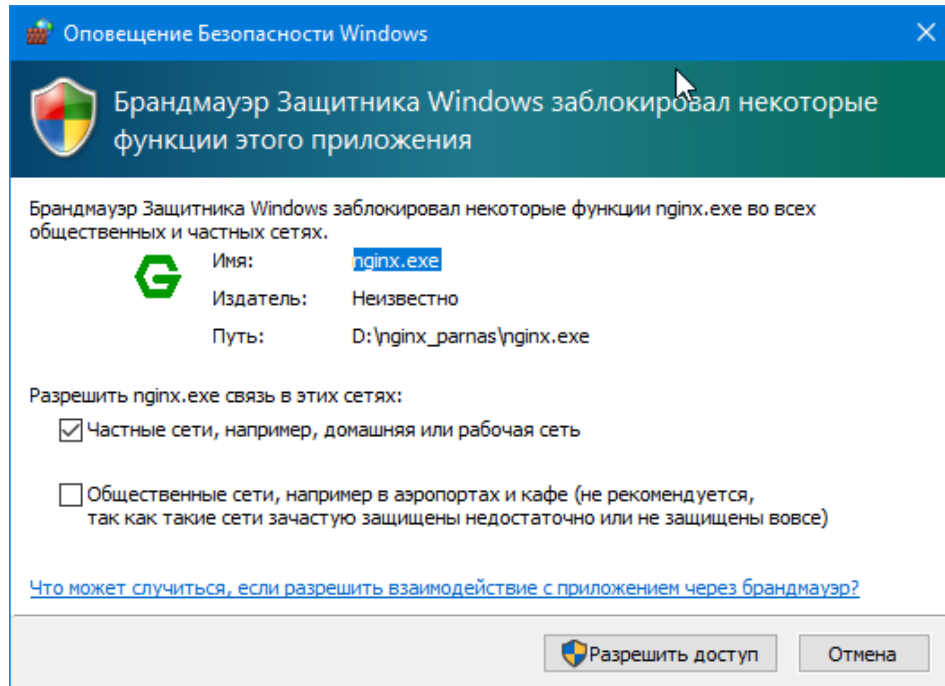 Оповещение Безопасности Windows
Брандмауэр Защитника Windows заблокировал некоторые
функции этого приложения
Брандмауэр Защитника Windows заблокировал некоторые функции nginx.exe во всех
общественных и частных сетях.
Имя: nginx.exe
Издатель: Неизвестно
Путь: D:\nginx_parnas\nginx.exe
Разрешить nginx.exe связь в этих сетях:
Частные сети, например, домашняя или рабочая сеть
Общественные сети, например в аэропортах и кафе (не рекомендуется,
так как такие сети зачастую защищены недостаточно или не защищены вовсе)
Что может случиться, если разрешить взаимодействие с приложением через брандмауэр?
Разрешить доступ Отмена